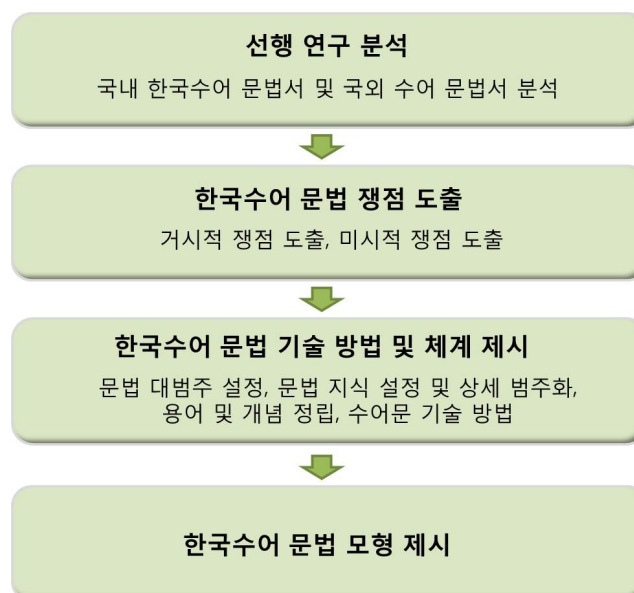 선행 연구 분석
국내 한국수어 문법서 및 국외 수어 문법서 분석
한국수어 문법 쟁점 도출
거시적 쟁점 도출, 미시적 쟁점 도출
한국수어 문법 기술 방법 및 체계 제시
문법 대범주 설정, 문법 지식 설정 및 상세 범주화,
용어 및 개념 정립, 수어문 기술 방법
한국수어 문법 모형 제시